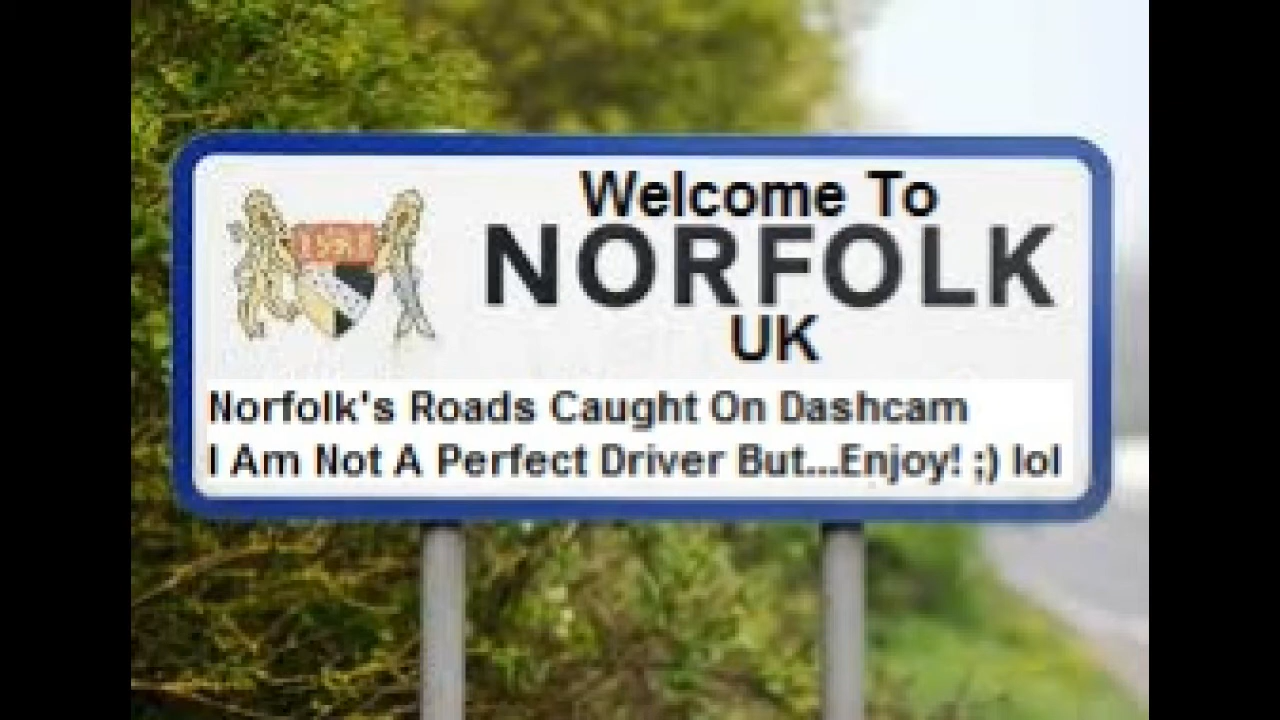 Welcome To
NORFOLK
UK
Norfolk's Roads Caught On Dashcam
I Am Not A Perfect Driver But...Enjoy! ;) lol